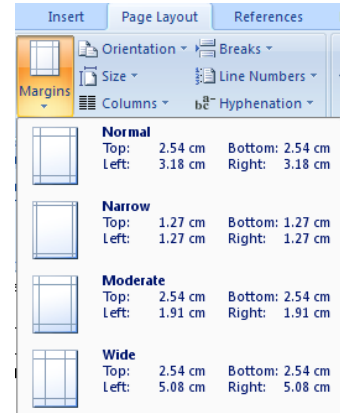 Insert Page Layout References
Orientation Breaks
Size Line Numbers
Margins
Columns Hyphenation
Normal
Top: 2.54 cm Bottom: 2.54 cm
Left: 3.18 cm Right: 3.18 cm
Narrow
Top: 1.27 cm Bottom: 1.27 cm
Left: 1.27 cm Right: 1.27 cm
Moderate
Top: 2.54 cm Bottom: 2.54 cm
Left: 1.91 cm Right: 1.91 cm
Wide
Top: 2.54 cm Bottom: 2.54 cm
Left: 5.08 cm Right: 5.08 cm